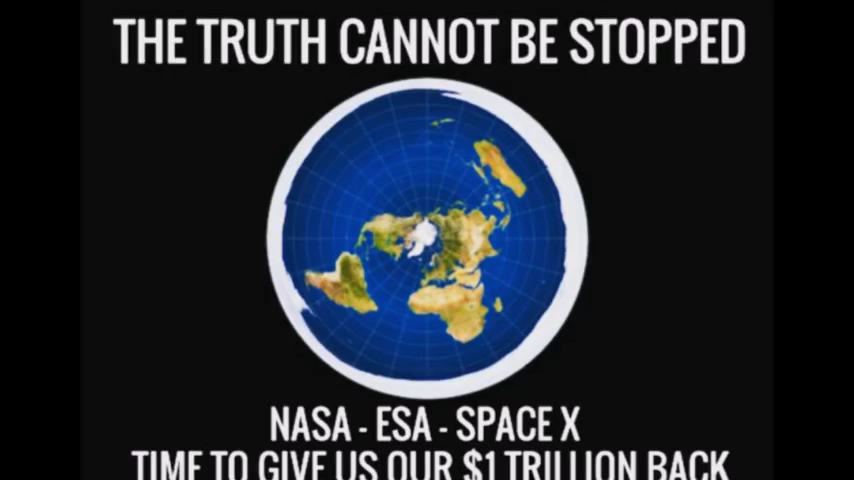 THE TRUTH CANNOT BE STOPPED
NASA - ESA - SPACE X
TIME TO GIVE US OUR $1 TRILLION BACK